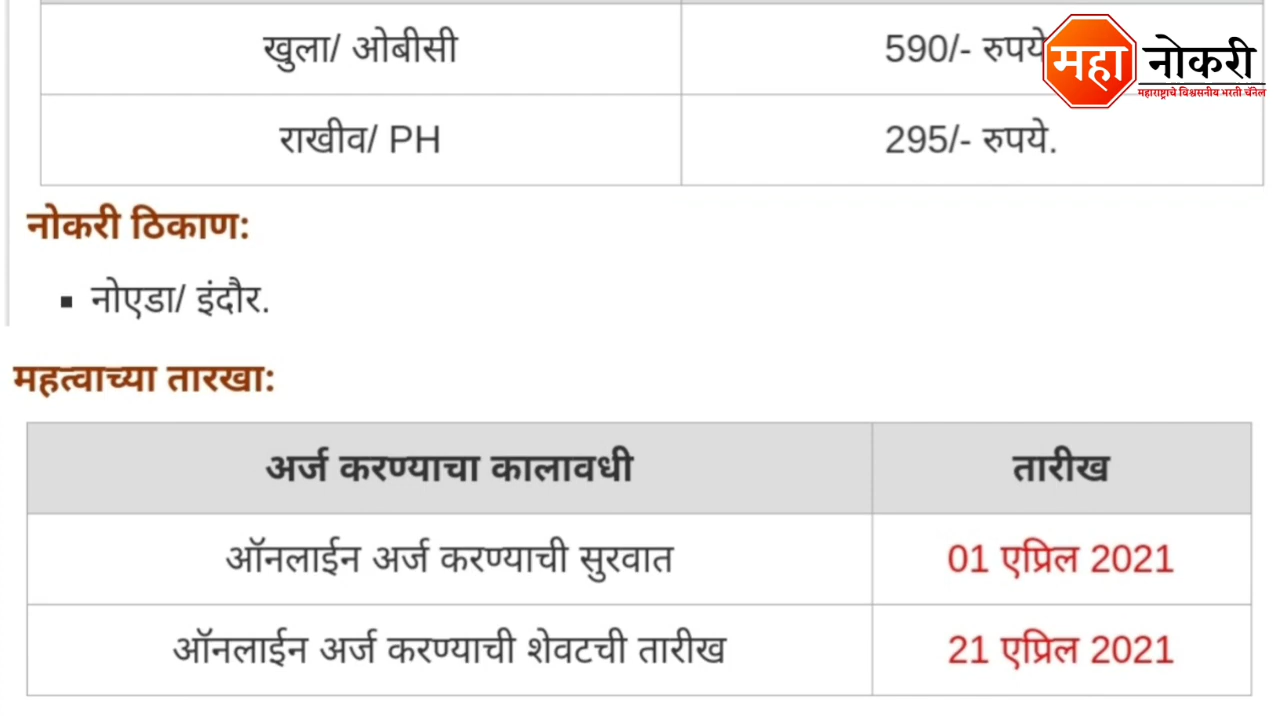 खुला/ ओबीसी 590/- रुपये
महा नोकरी
महाराष्ट्राचे विश्वसनीय भरती चॅनेल
राखीव/ PH 295/- रुपये.
नोकरी ठिकाण:
▪ नोएडा/ इंदौर.
महत्वाच्या तारखा:
अर्ज करण्याचा कालावधी तारीख
ऑनलाईन अर्ज करण्याची सुरवात 01 एप्रिल 2021
ऑनलाईन अर्ज करण्याची शेवटची तारीख 21 एप्रिल 2021